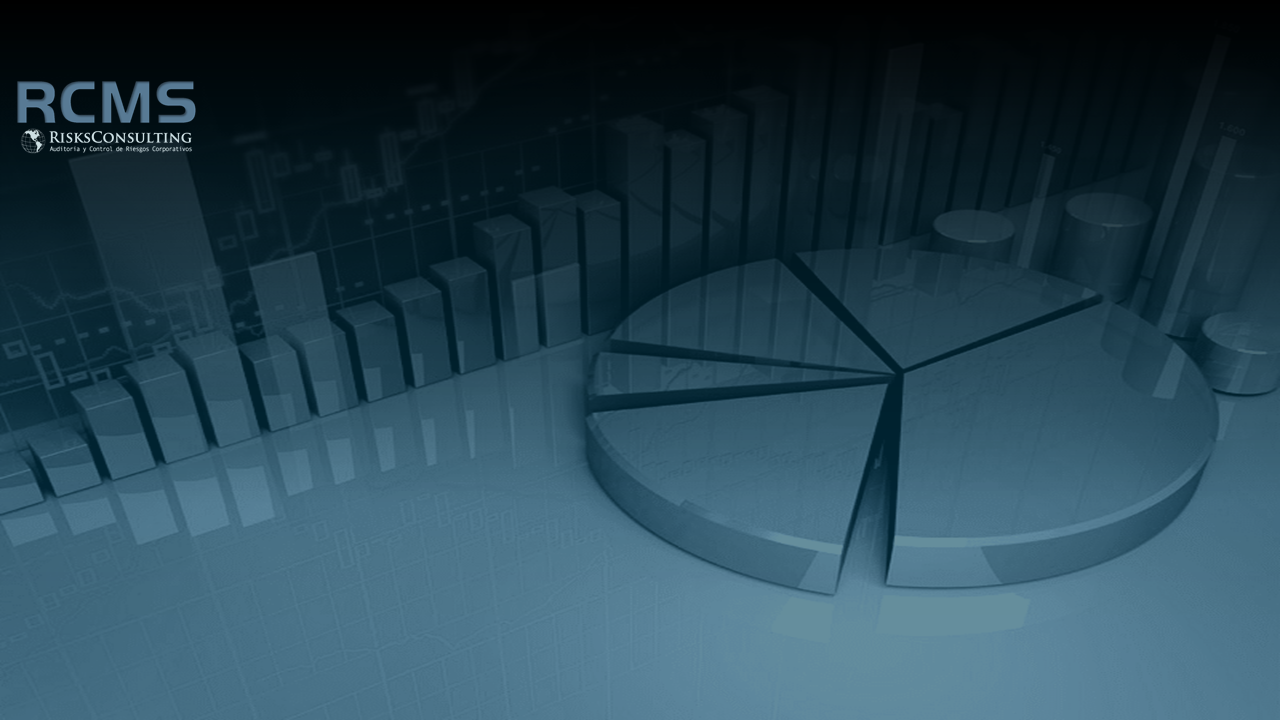 RCMS
RISKSCONSULTING
Auditoría y Control de Riesgos Corporativos